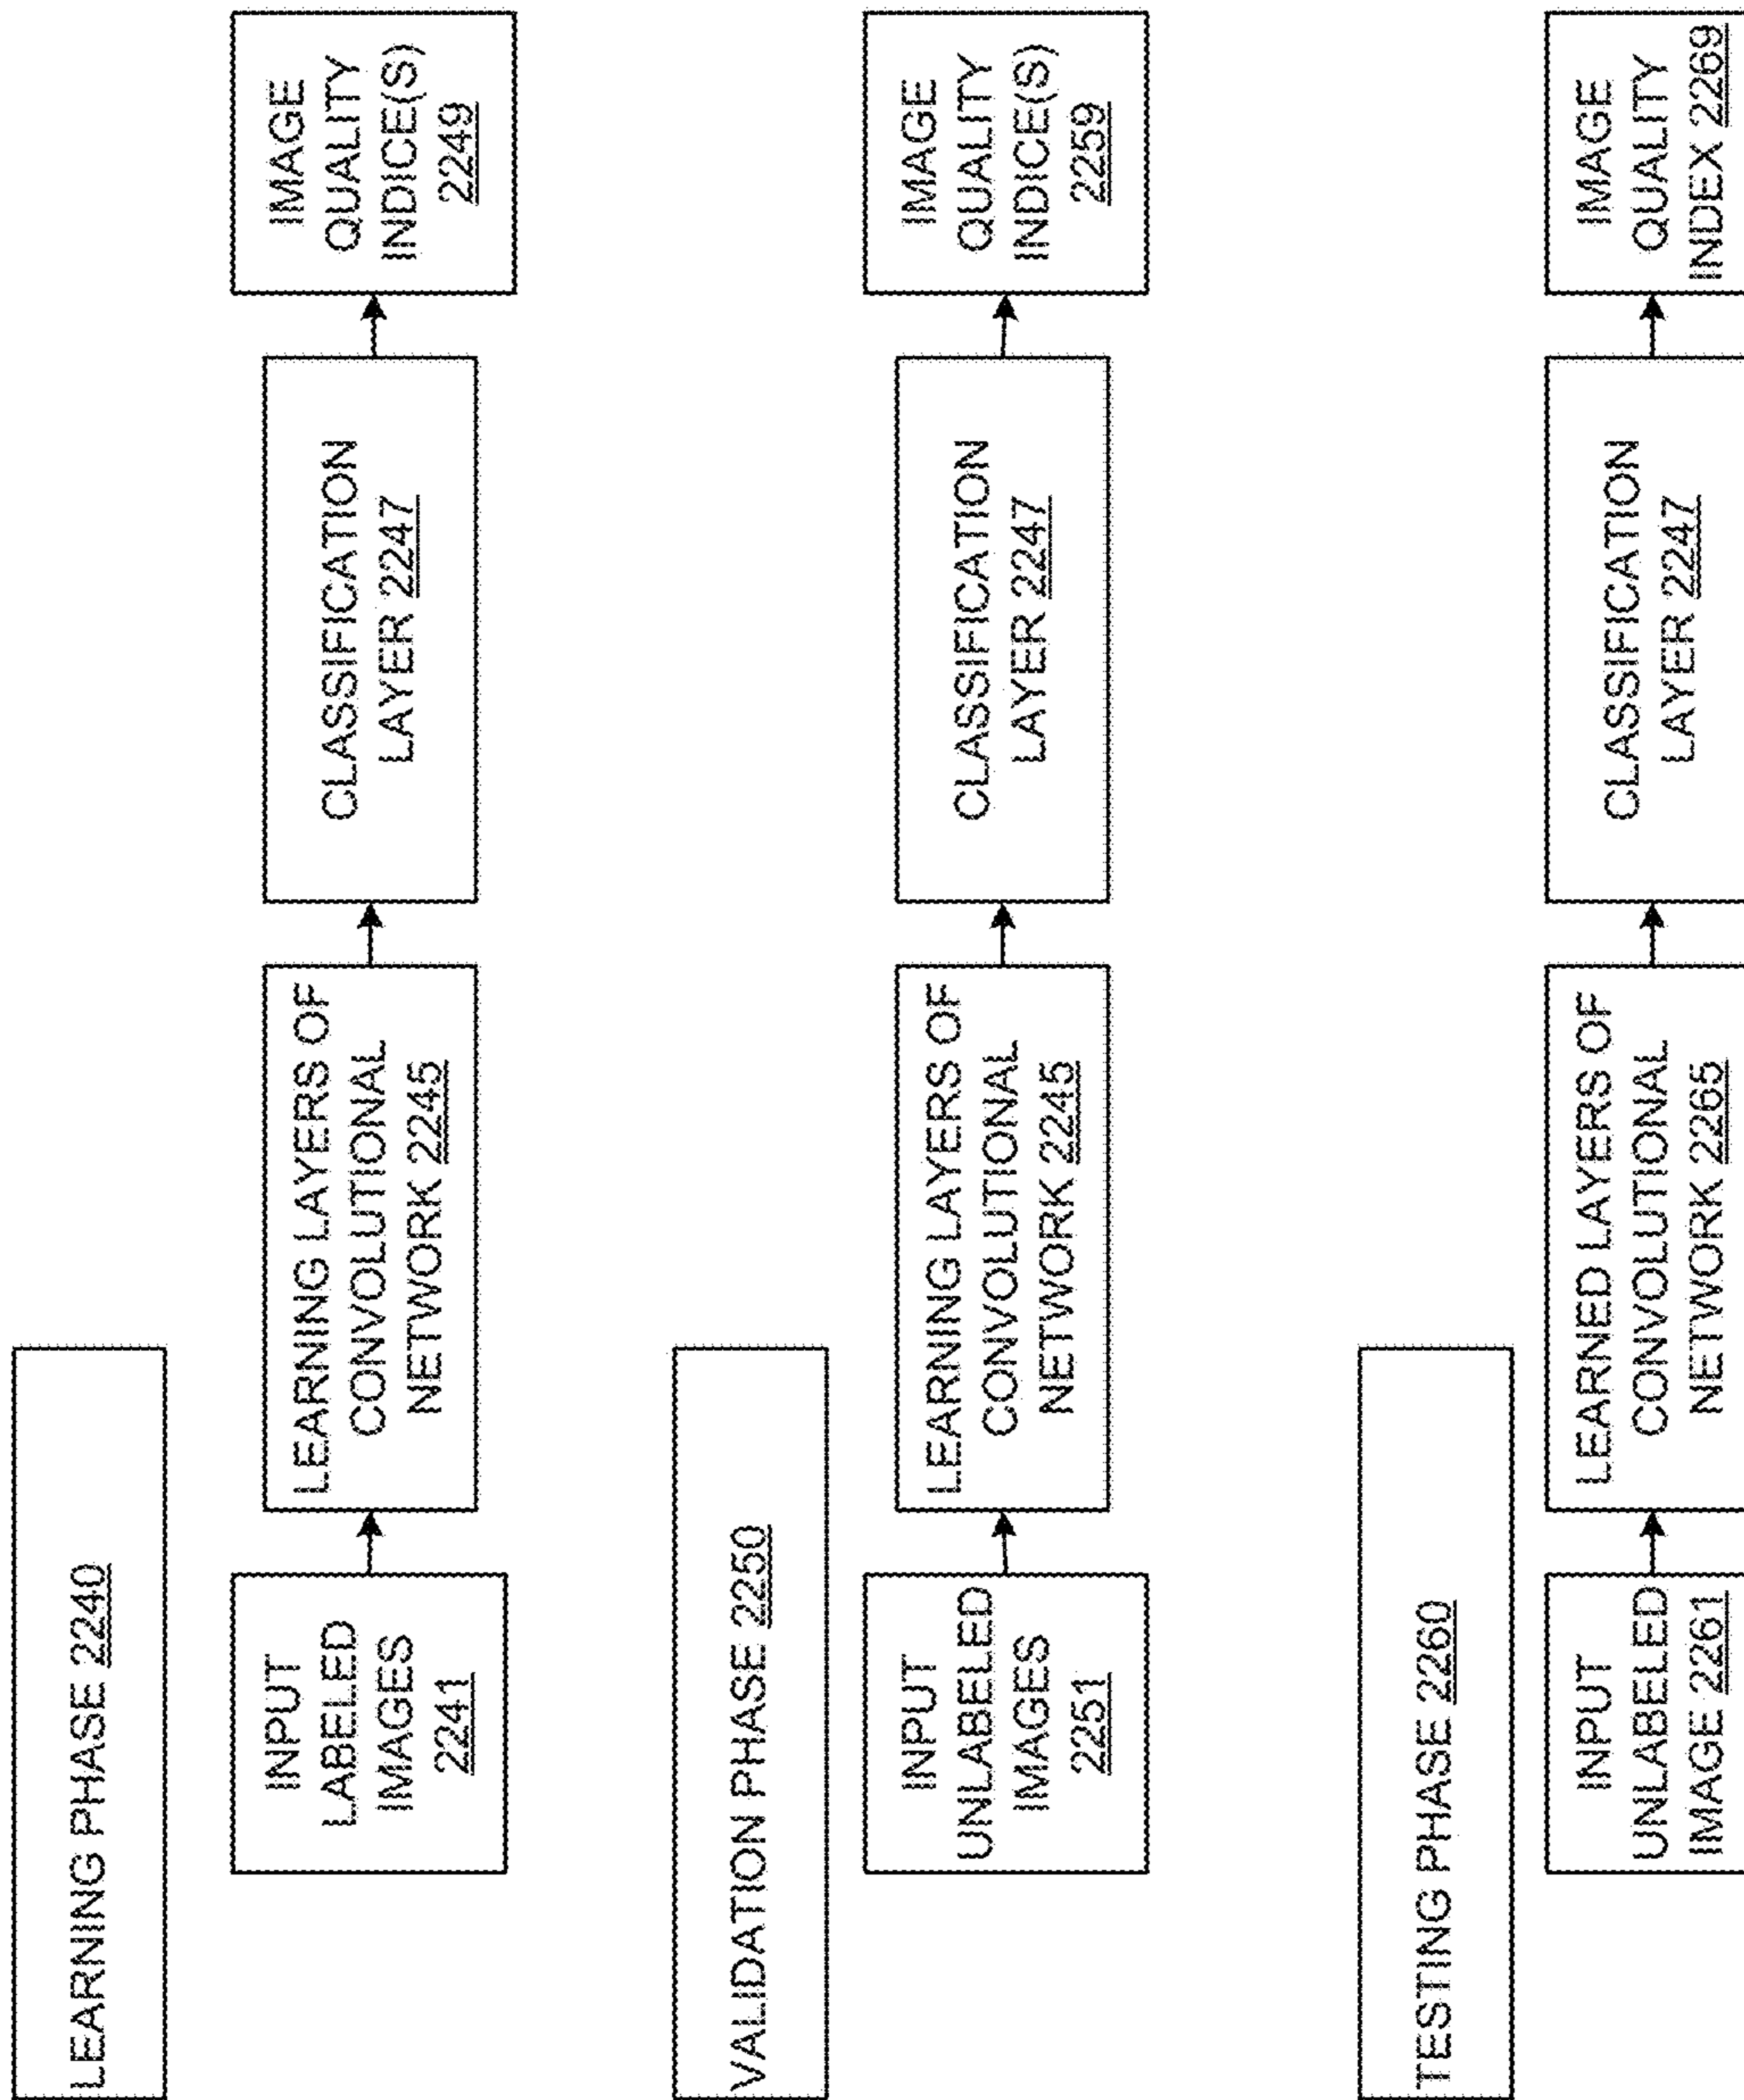 LEARNING PHASE 2240
INPUT
LABELED
IMAGES
2241
LEARNING LAYERS OF
CONVOLUTIONAL
NETWORK 2245
CLASSIFICATION
LAYER 2247
IMAGE
QUALITY
INDICE(S)
2249
VALIDATION PHASE 2250
INPUT
UNLABELED
IMAGES
2251
LEARNING LAYERS OF
CONVOLUTIONAL
NETWORK 2245
CLASSIFICATION
LAYER 2247
IMAGE
QUALITY
INDICE(S)
2259
TESTING PHASE 2260
INPUT
UNLABELED
IMAGE 2261
LEARNED LAYERS OF
CONVOLUTIONAL
NETWORK 2265
CLASSIFICATION
LAYER 2247
IMAGE
QUALITY
INDEX 2269